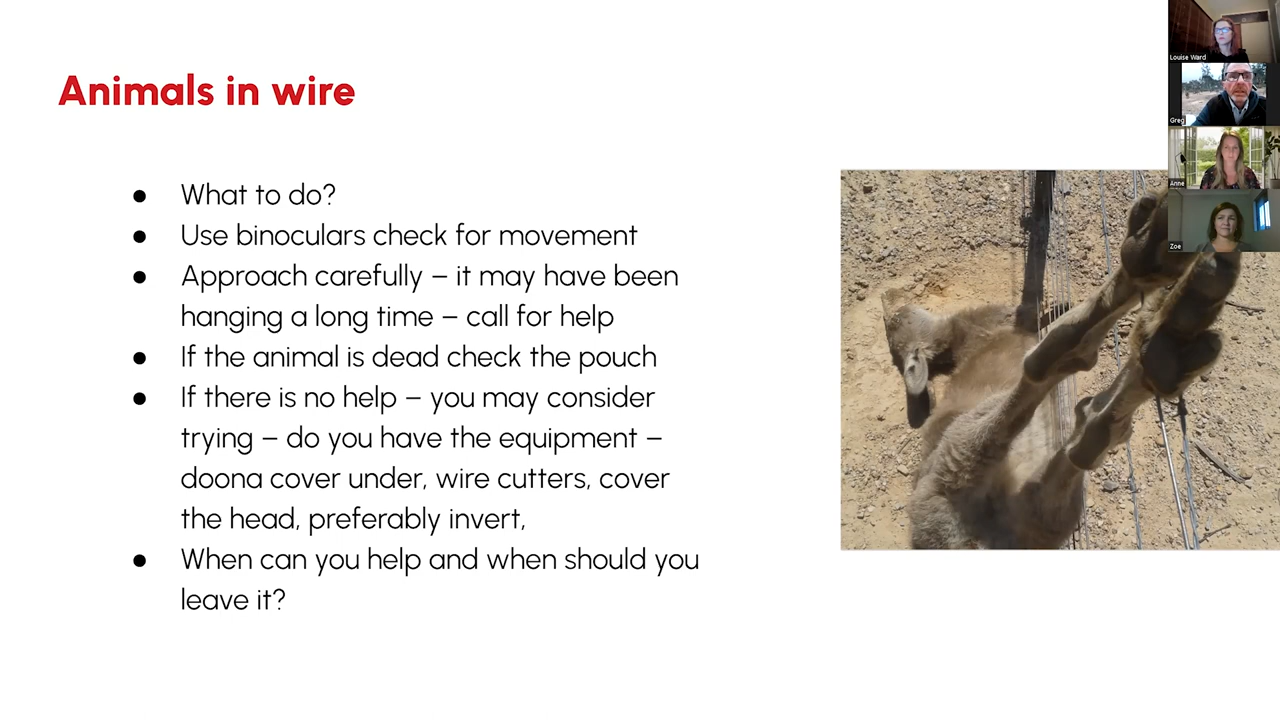 Animals in wire
● What to do?
● Use binoculars check for movement
● Approach carefully – it may have been
hanging a long time – call for help
● If the animal is dead check the pouch
● If there is no help – you may consider
trying – do you have the equipment –
doona cover under, wire cutters, cover
the head, preferably invert,
● When can you help and when should you
leave it?
Louise Ward
Greg
Anne
Zoe